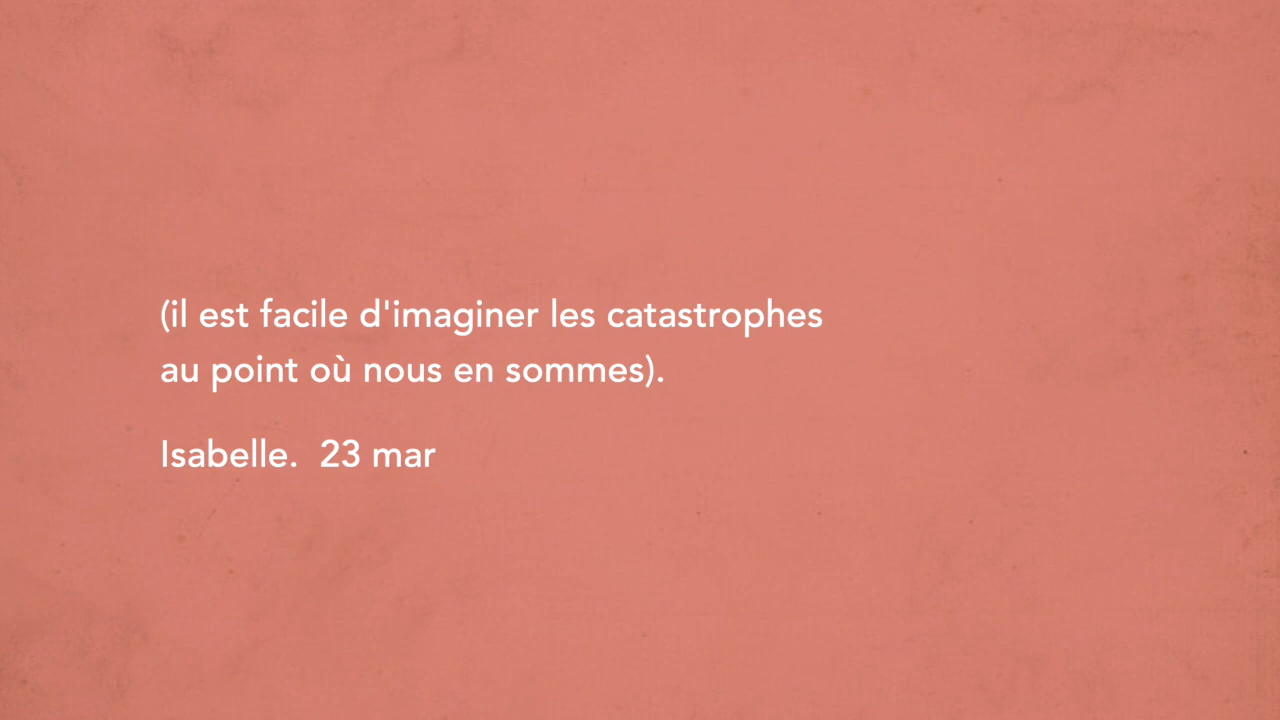 (il est facile d'imaginer les catastrophes
au point où nous en sommes).
Isabelle.  23 mar